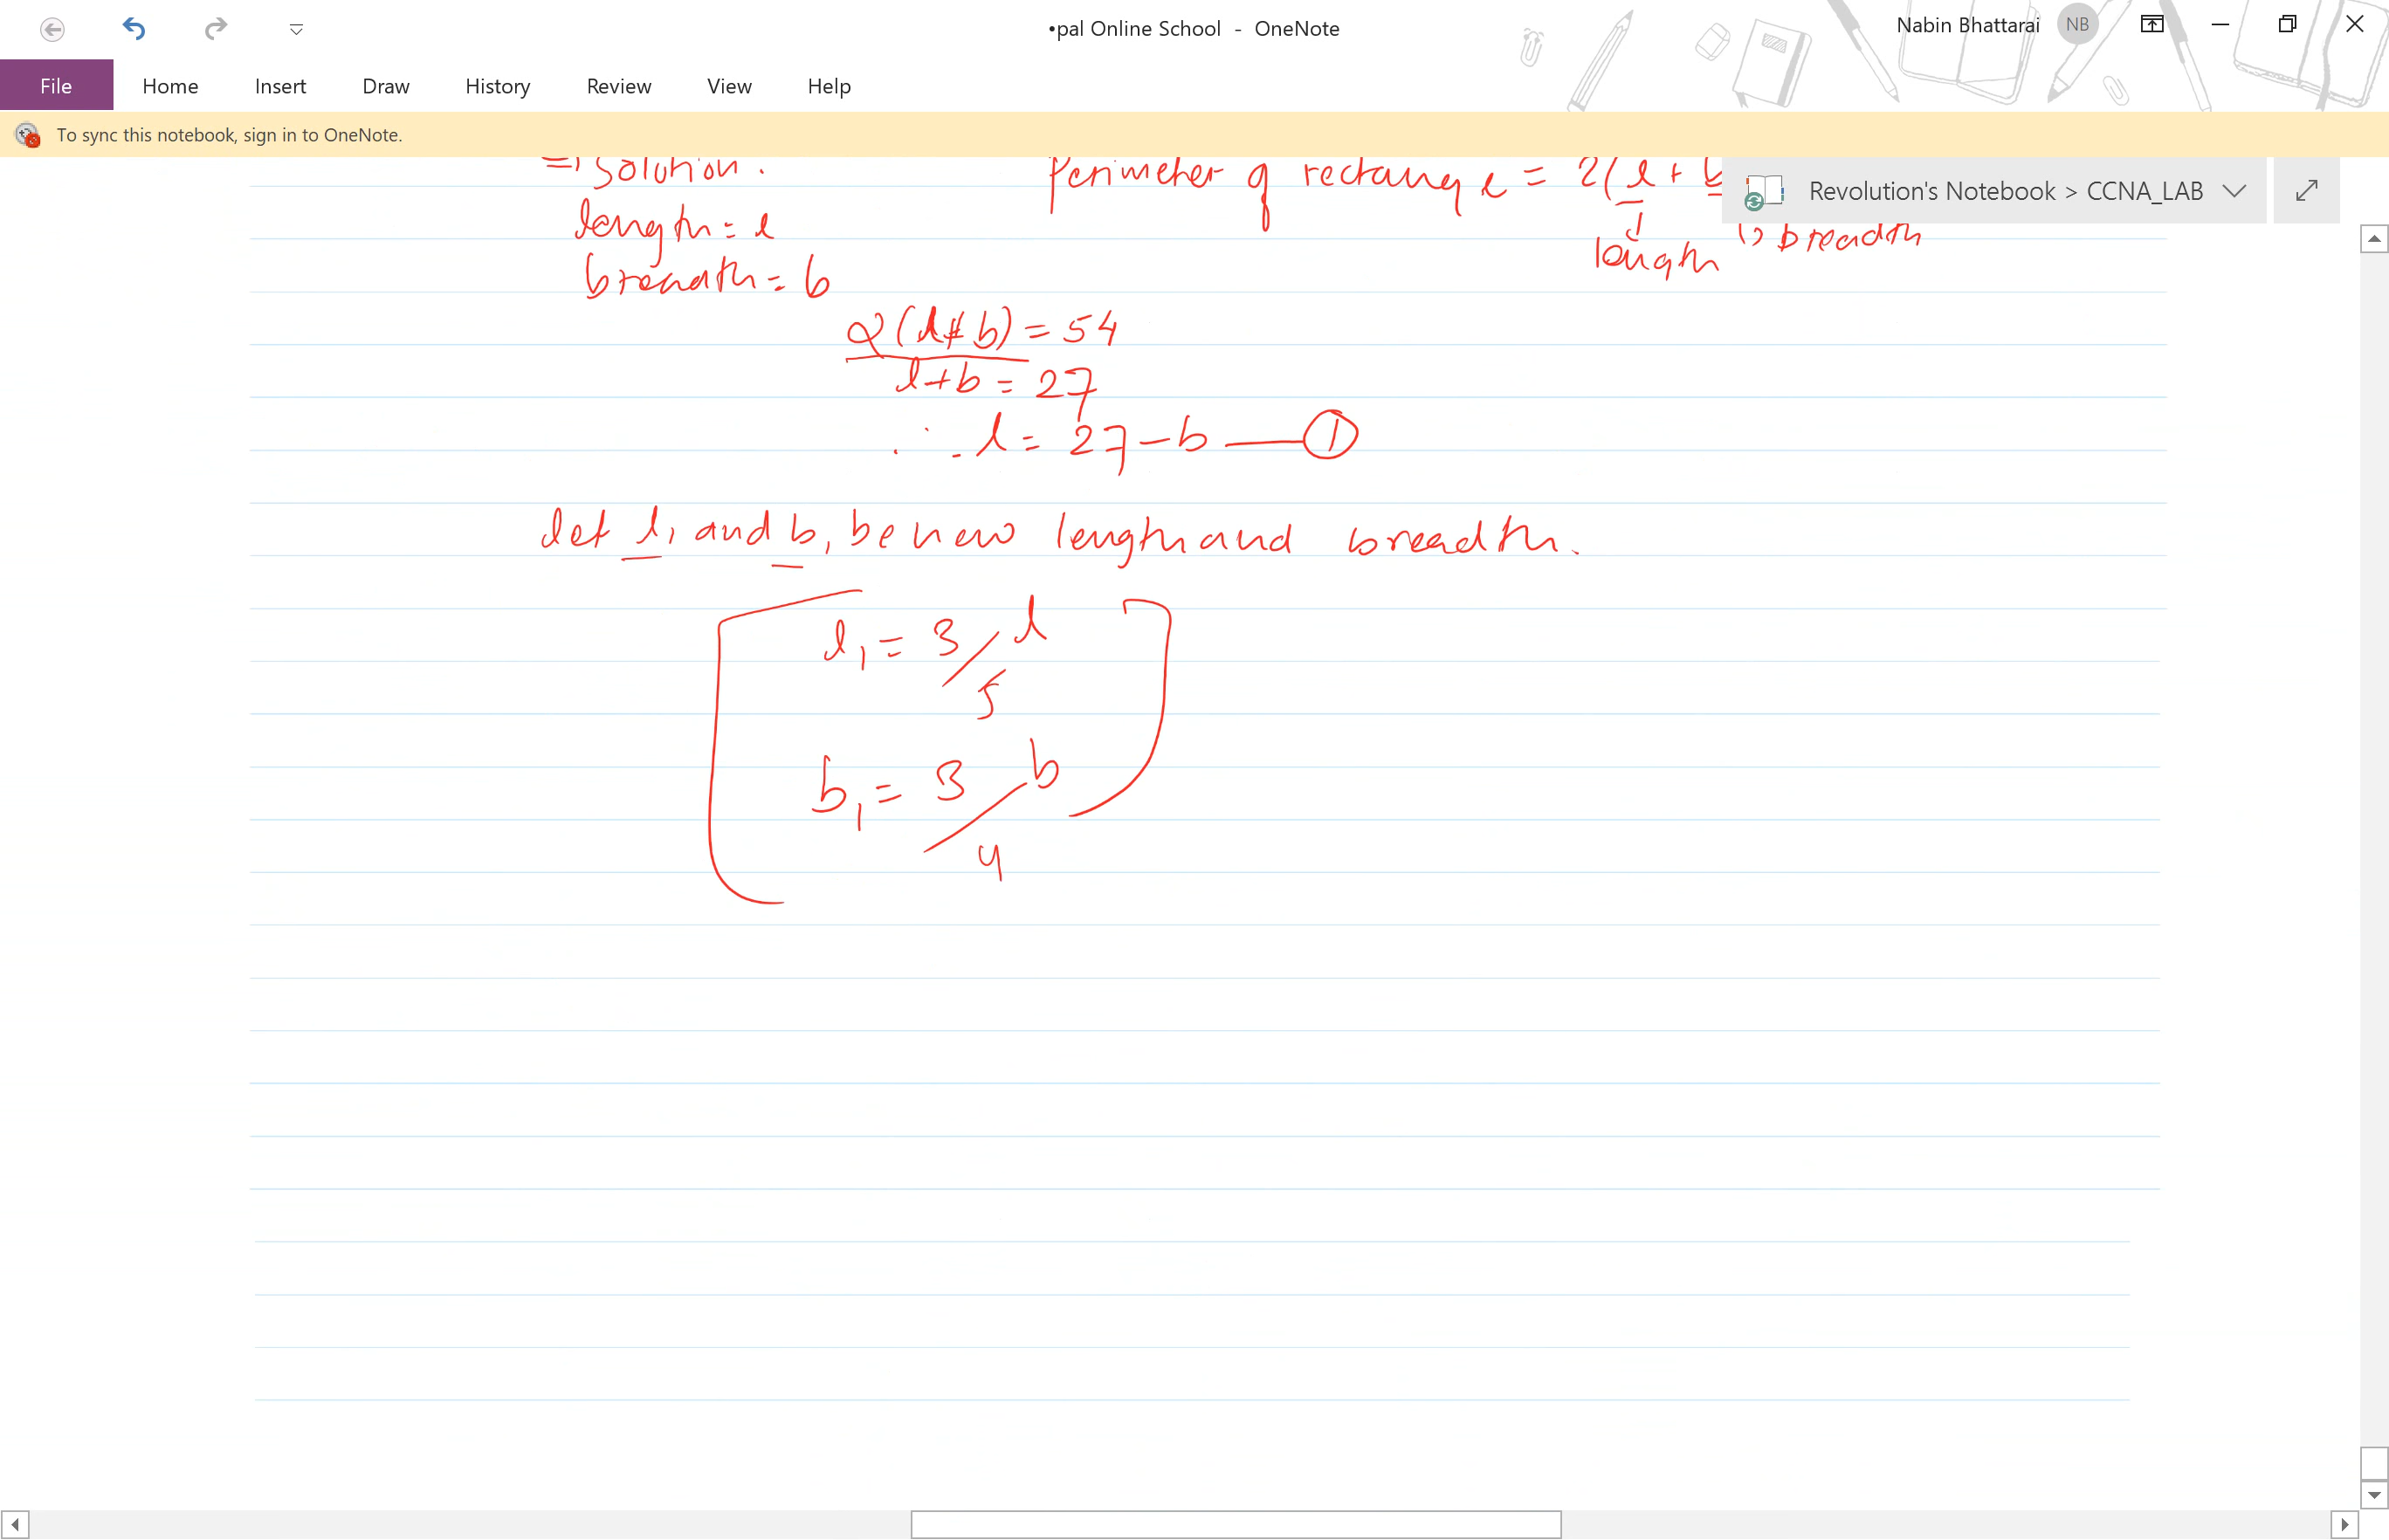 •pal Online School - OneNote
Nabin Bhattarai NB
File Home Insert Draw History Review View Help
To sync this notebook, sign in to OneNote.
Revolution's Notebook > CCNA_LAB
=) Solution.
Perimeter of rectangle = 2(l + b
length = l
length
↳ breadth
breadth = b
2(l+b) = 54
l+b = 27
∴ l = 27-b — ①
let l₁ and b₁ be new length and breadth.
l₁ = 3/5 l
b₁ = 3/4 b